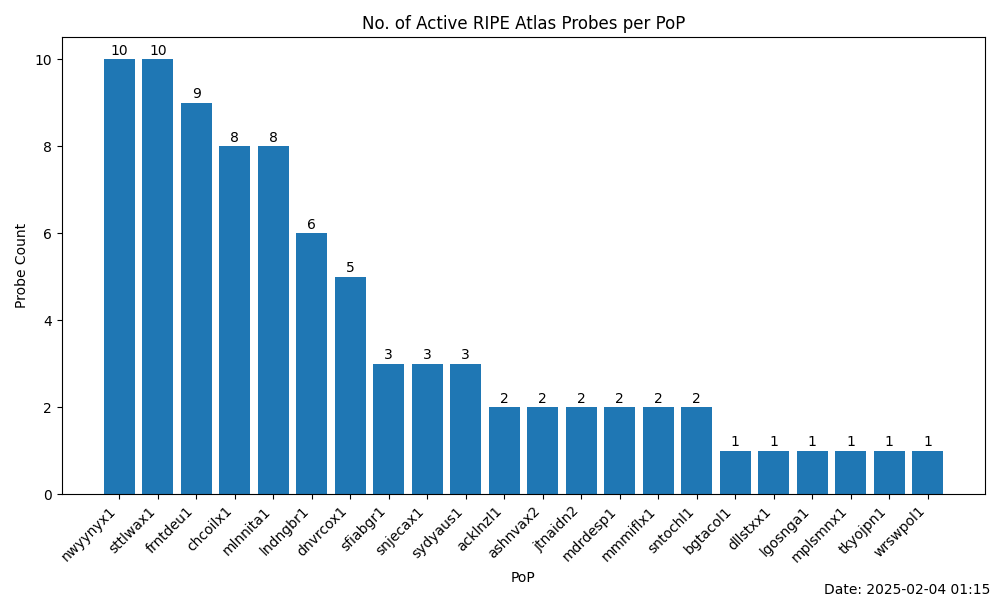 No. of Active RIPE Atlas Probes per PoP
10 10 9 8 8 6 5 3 3 3 2 2 2 2 2 2 1 1 1 1 1 1
Probe Count
10
8
6
4
2
0
nwyynyx1
sttlwax1
frntdeu1
chcoilx1
mlnnita1
lndngbr1
dnvrcox1
sfiabgr1
snjecax1
sydyaus1
acklnzl1
ashnvax2
jtnaidn2
mdrdesp1
mmmiflx1
sntochl1
bgtacol1
dllstxx1
lgosnga1
mplsmnx1
tkyojpn1
wrswpol1
PoP
Date: 2025-02-04 01:15